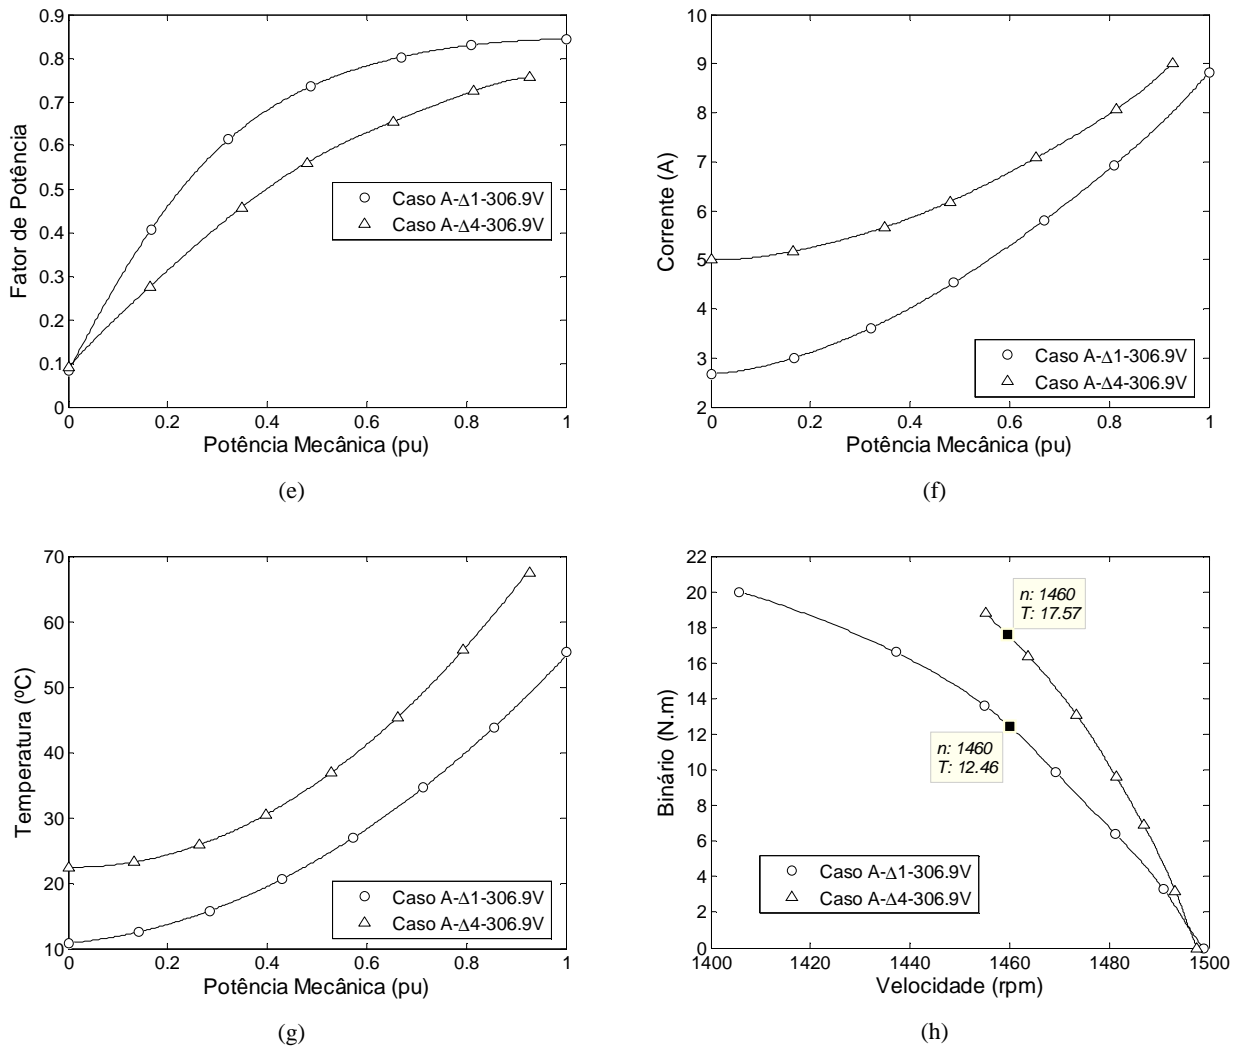 0.9
0.8
0.7
0.6
0.5
0.4
0.3
0.2
0.1
0
Fator de Potência
0 0.2 0.4 0.6 0.8 1
Potência Mecânica (pu)
Caso A-Δ1-306.9V
Caso A-Δ4-306.9V
(e)
10
9
8
7
6
5
4
3
2
Corrente (A)
0 0.2 0.4 0.6 0.8 1
Potência Mecânica (pu)
Caso A-Δ1-306.9V
Caso A-Δ4-306.9V
(f)
70
60
50
40
30
20
10
Temperatura (ºC)
0 0.2 0.4 0.6 0.8 1
Potência Mecânica (pu)
Caso A-Δ1-306.9V
Caso A-Δ4-306.9V
(g)
22
20
18
16
14
12
10
8
6
4
2
0
Binário (N.m)
1400 1420 1440 1460 1480 1500
Velocidade (rpm)
n: 1460
T: 17.57
n: 1460
T: 12.46
Caso A-Δ1-306.9V
Caso A-Δ4-306.9V
(h)